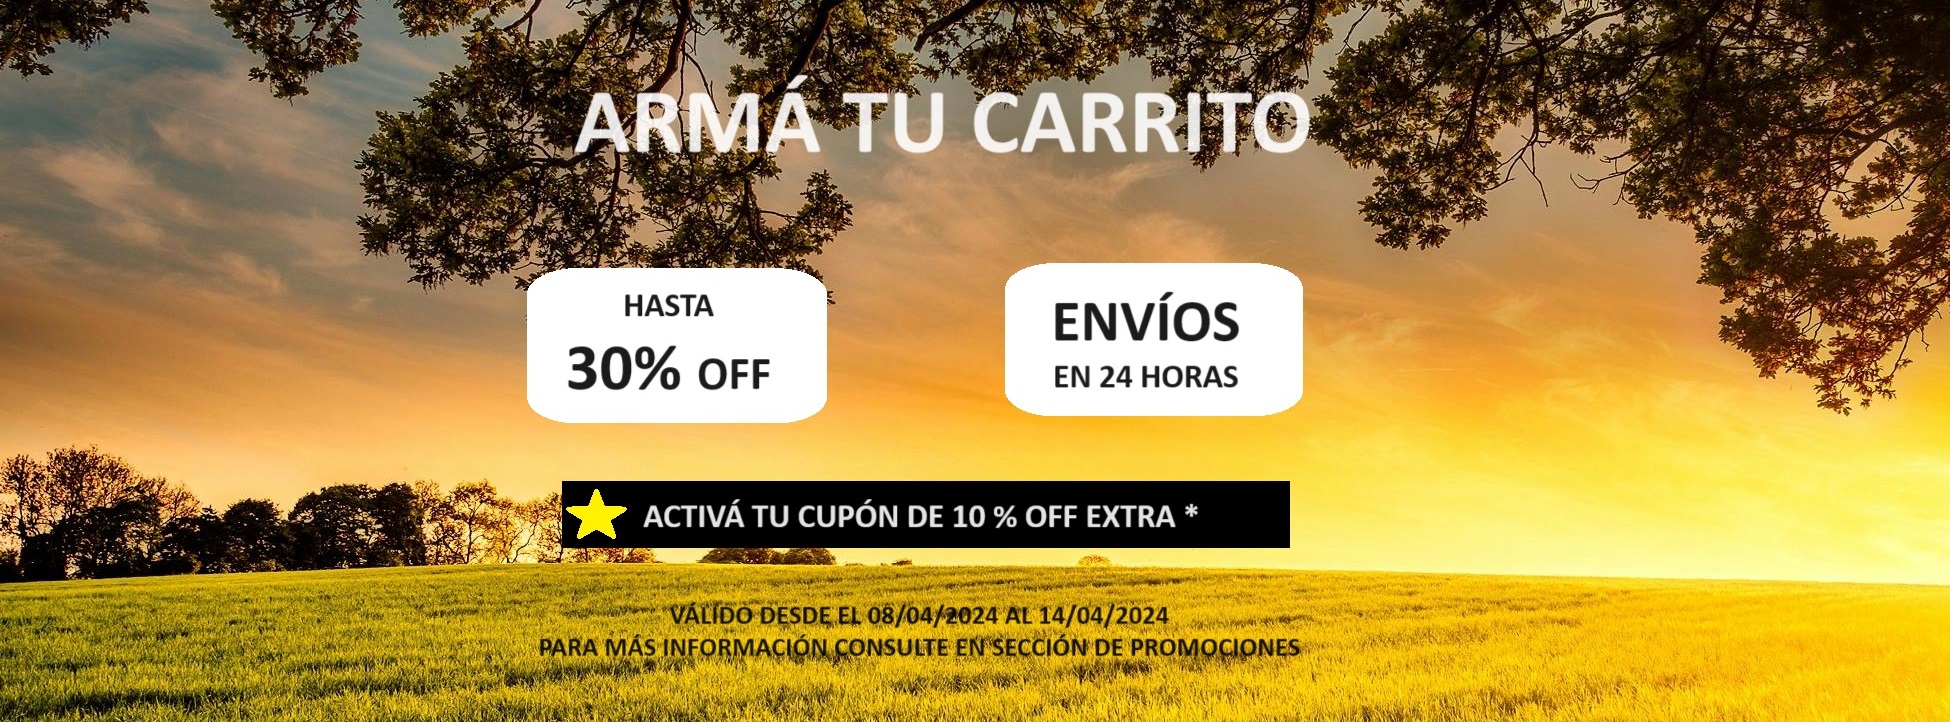 ARMÁ TU CARRITO
HASTA
30% OFF
ENVÍOS
EN 24 HORAS
ACTIVÁ TU CUPÓN DE 10 % OFF EXTRA *
VÁLIDO DESDE EL 08/04/2024 AL 14/04/2024
PARA MÁS INFORMACIÓN CONSULTE EN SECCIÓN DE PROMOCIONES